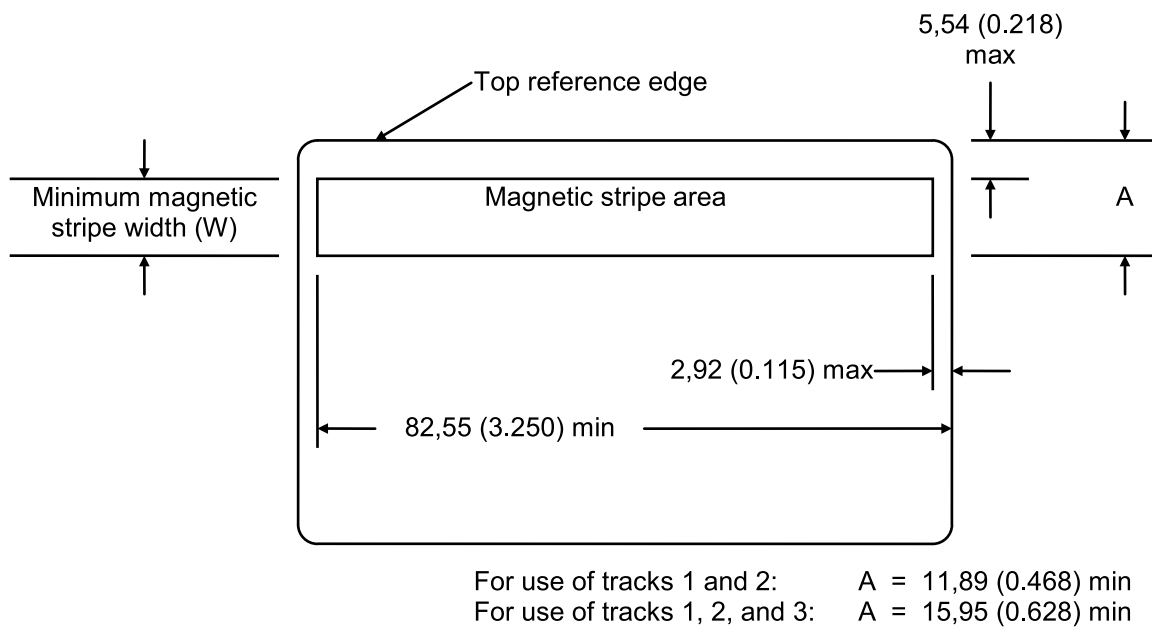 5,54 (0.218)
max
Top reference edge
Minimum magnetic
stripe width (W)
Magnetic stripe area
A
2,92 (0.115) max
82,55 (3.250) min
For use of tracks 1 and 2: A = 11,89 (0.468) min
For use of tracks 1, 2, and 3: A = 15,95 (0.628) min